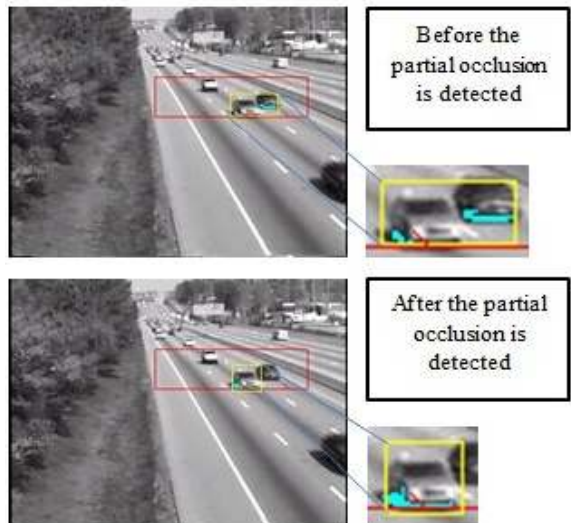 Before the
partial occlusion
is detected
After the partial
occlusion is
detected